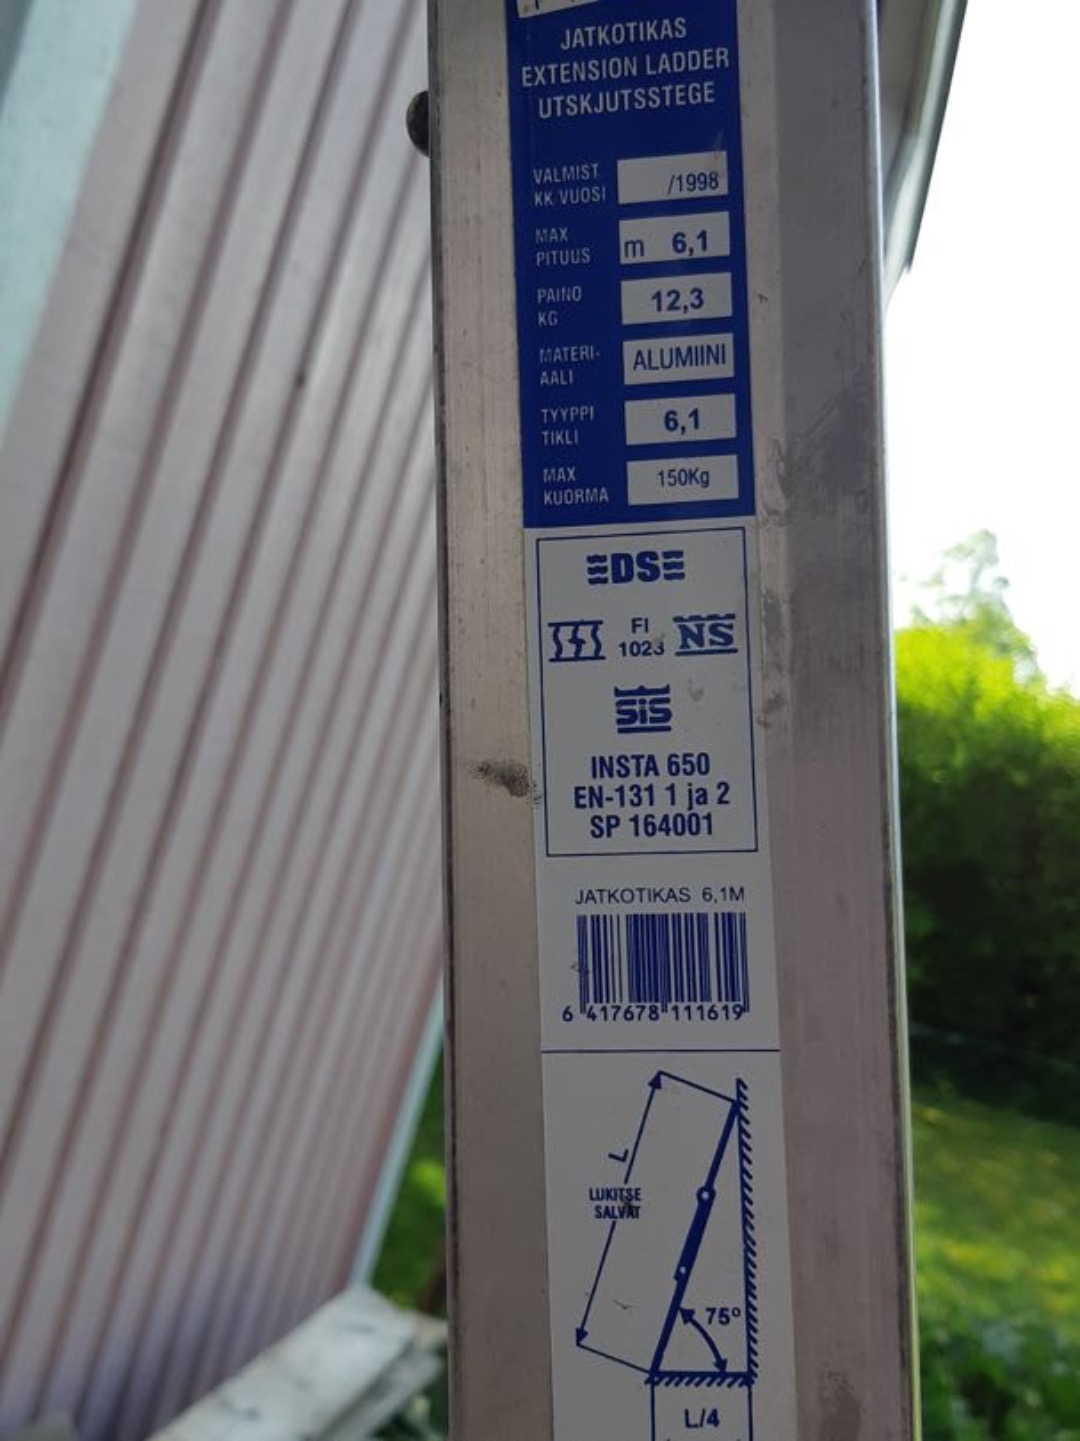 JATKOTIKAS
EXTENSION LADDER
UTSKJUTSSTEGE
VALMIST
KK VUOSI
/1998
MAX
PITUUS
m 6,1
PAINO
KG
12,3
MATERI-
AALI
ALUMIINI
TYYPPI
TIKLI
6,1
MAX
KUORMA
150Kg
DS
FI
1023
NS
SiS
INSTA 650
EN-131 1 ja 2
SP 164001
JATKOTIKAS 6,1M
6 417678 111619
L
LUKITSE
SALVAT
75°
L/4